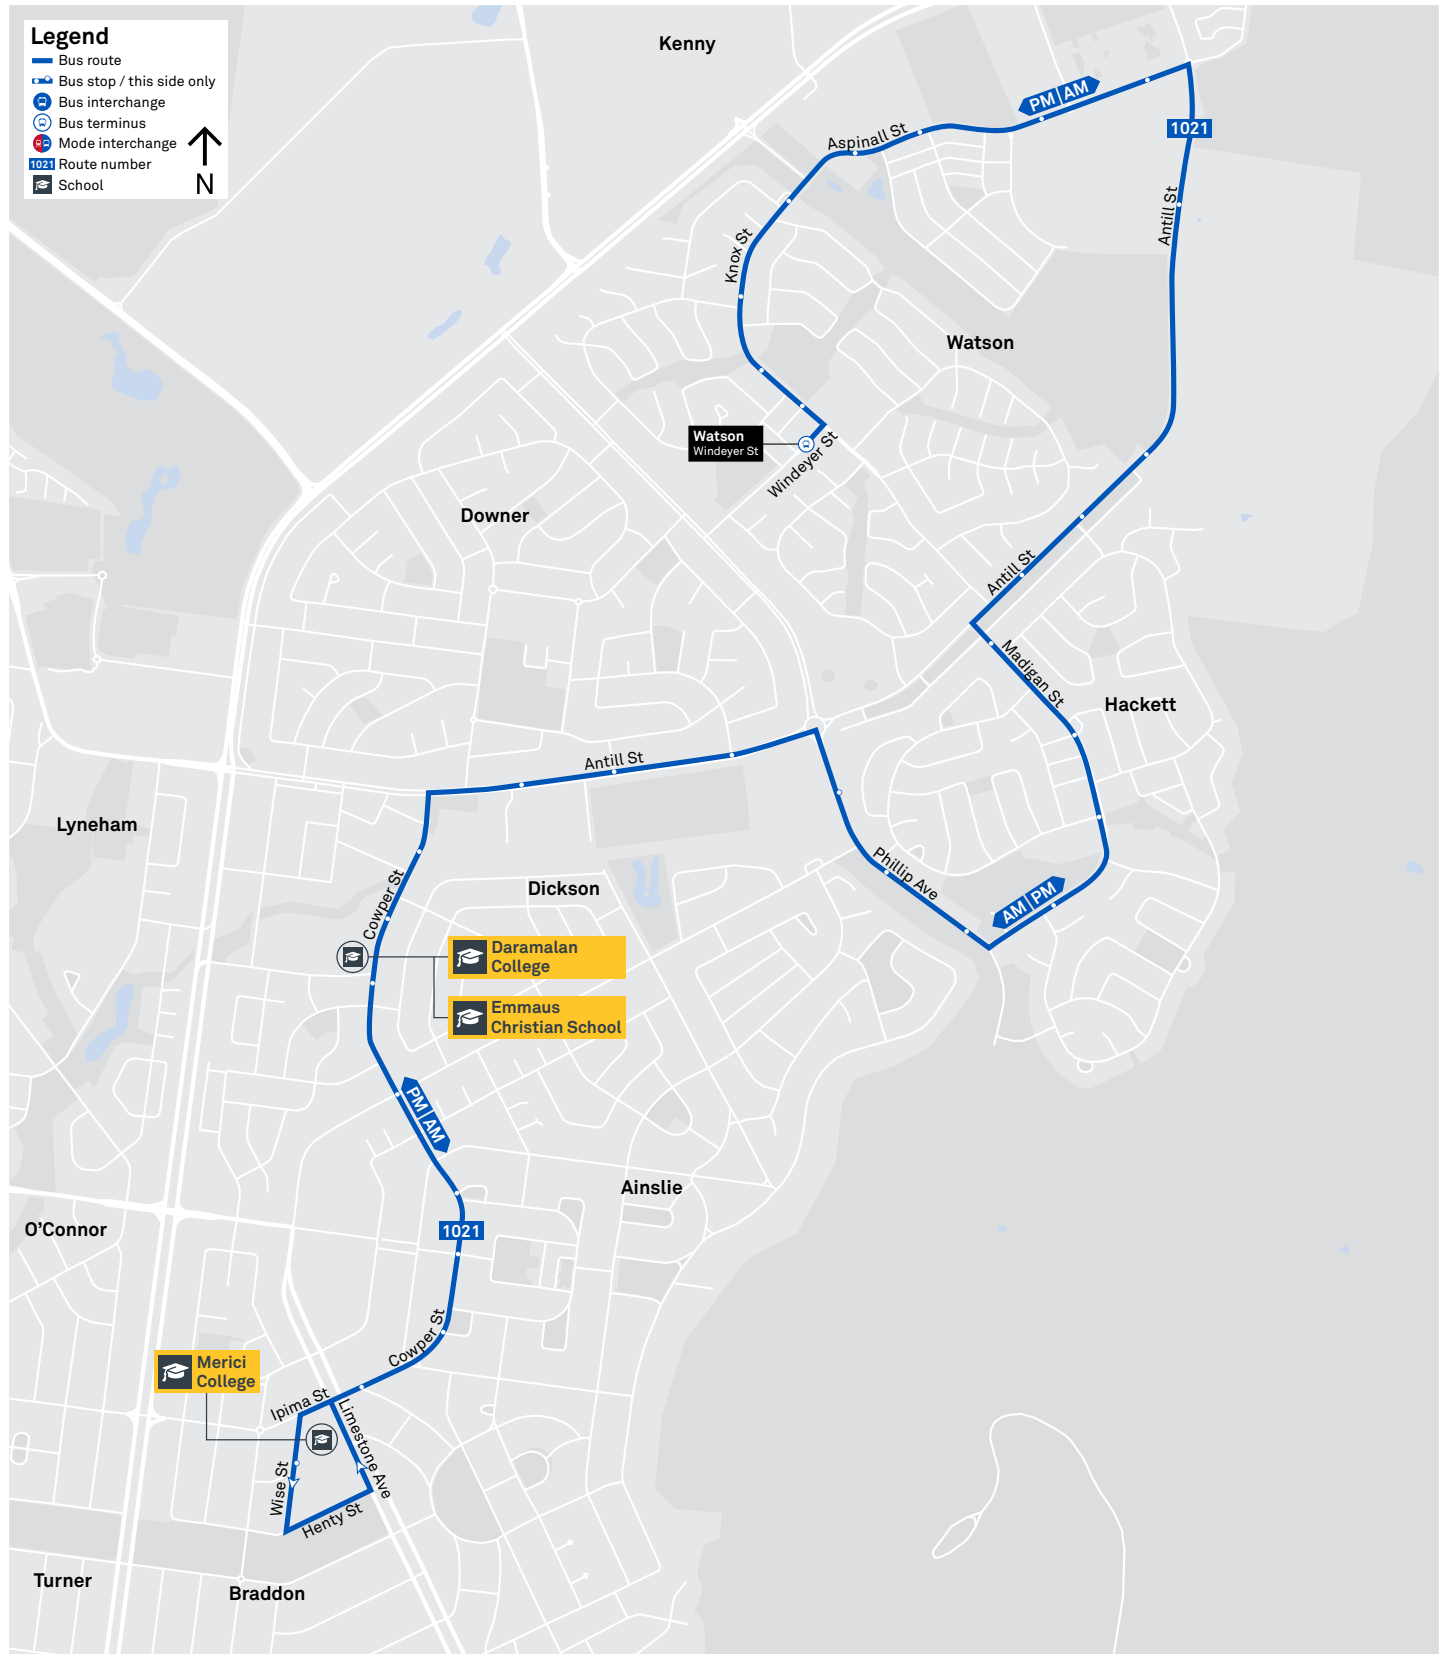 Legend
Bus route
Bus stop / this side only
Bus interchange
Bus terminus
Mode interchange
1021 Route number
School
N
Kenny
PM | AM
1021
Aspinall St
Antill St
Knox St
Watson
Watson
Windeyer St
Windeyer St
Downer
Antill St
Madigan St
Hackett
Antill St
Lyneham
Phillip Ave
Dickson
AM | PM
Cowper St
Daramalan
College
Emmaus
Christian School
PM | AM
Ainslie
O'Connor
1021
Cowper St
Merici
College
Ipima St
Limestone Ave
Wise St
Henty St
Turner
Braddon